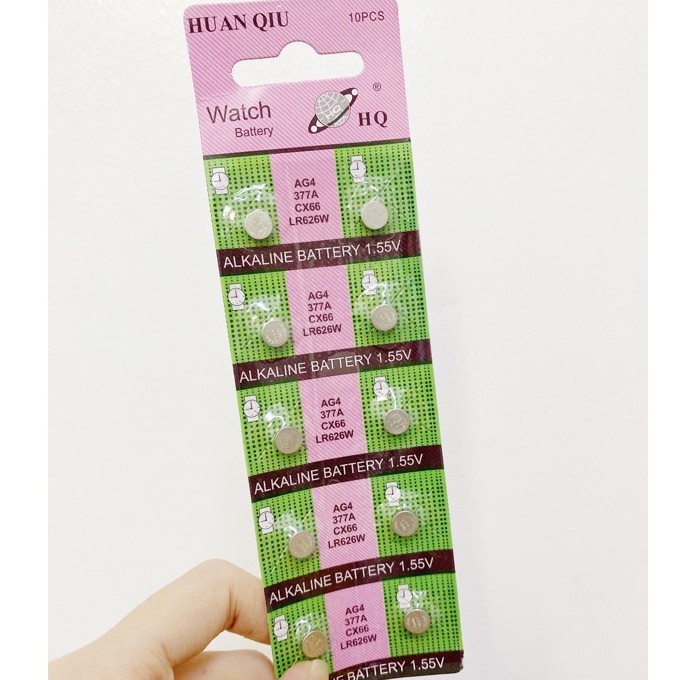 HUAN QIU
10PCS
Watch
Battery
HQ
®
HQ
AG4
377A
CX66
LR626W
ALKALINE BATTERY 1.55V
AG4
377A
CX66
LR626W
ALKALINE BATTERY 1.55V
AG4
377A
CX66
LR626W
ALKALINE BATTERY 1.55V
AG4
377A
CX66
LR626W
ALKALINE BATTERY 1.55V
AG4
377A
CX66
LR626W
BATTERY 1.55V